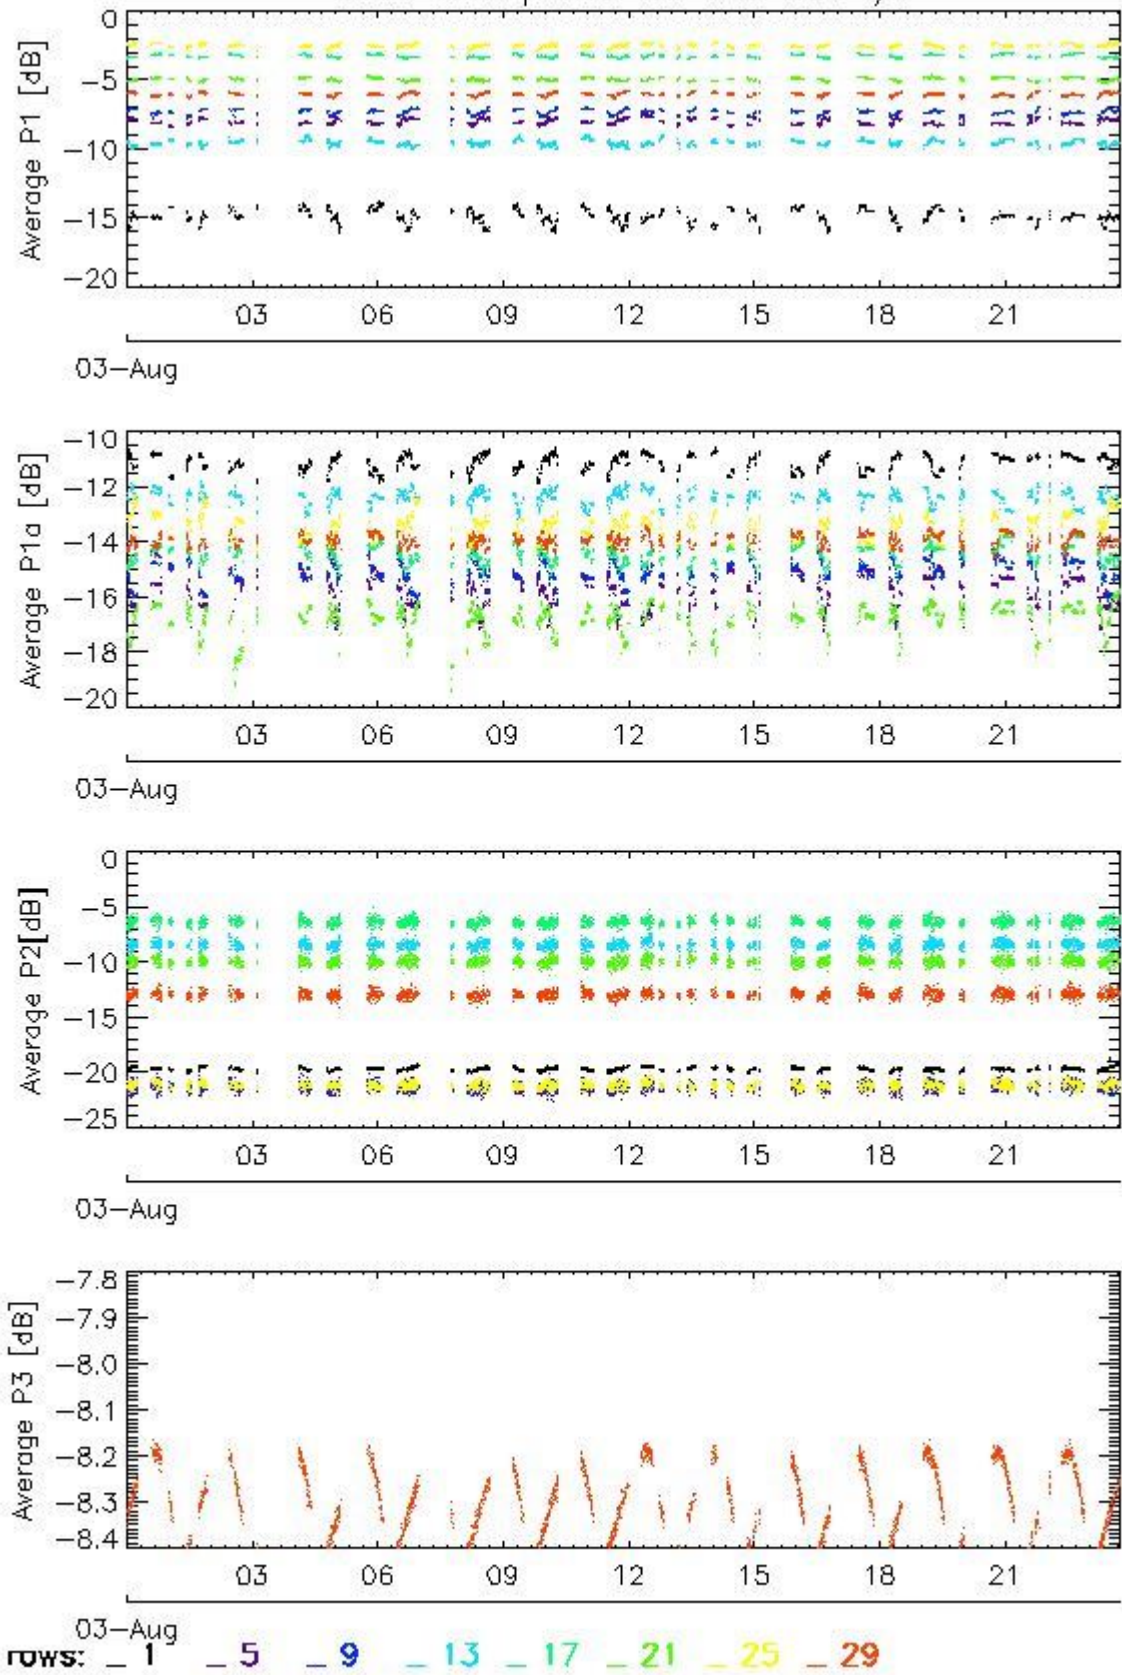 0
−5
−10
−15
−20
Average P1 [dB]
03 06 09 12 15 18 21
03−Aug
−10
−12
−14
−16
−18
−20
Average P1a [dB]
03 06 09 12 15 18 21
03−Aug
0
−5
−10
−15
−20
−25
Average P2[dB]
03 06 09 12 15 18 21
03−Aug
−7.8
−7.9
−8.0
−8.1
−8.2
−8.3
−8.4
Average P3 [dB]
03 06 09 12 15 18 21
03−Aug
rows: _ 1 _ 5 _ 9 _ 13 _ 17 _ 21 _ 25 _ 29